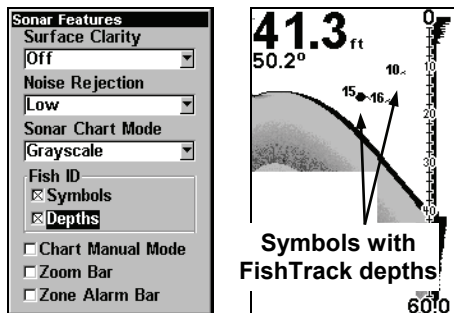 Sonar Features
Surface Clarity
Off
Noise Rejection
Low
Sonar Chart Mode
Grayscale
Fish ID
Symbols
Depths
Chart Manual Mode
Zoom Bar
Zone Alarm Bar
41.3 ft
50.2°
0
10
10
15 16
20
30
40
Symbols with
FishTrack depths
60.0